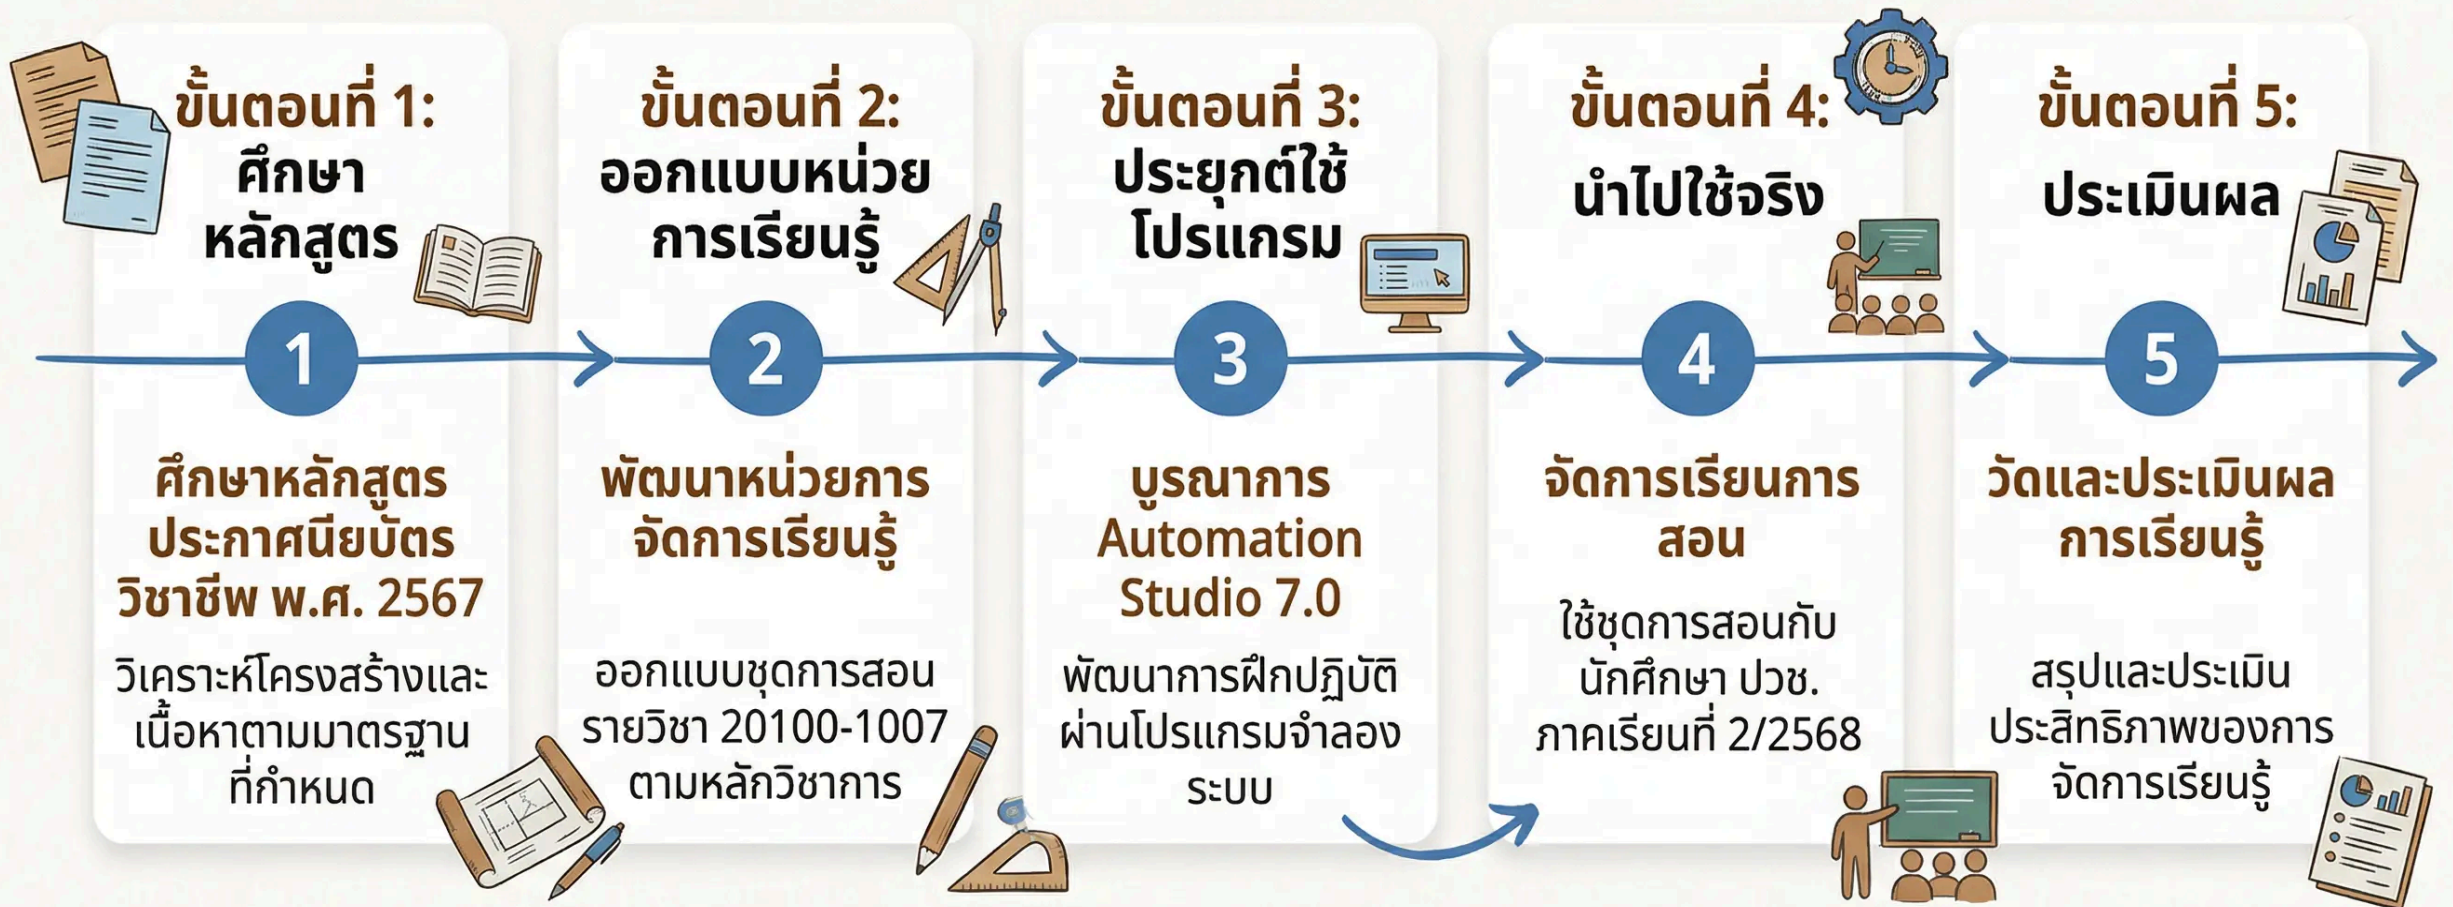 ขั้นตอนที่ 1:
ศึกษา
หลักสูตร
1
ศึกษาหลักสูตร
ประกาศนียบัตร
วิชาชีพ พ.ศ. 2567
วิเคราะห์โครงสร้างและ
เนื้อหาตามมาตรฐาน
ที่กำหนด
ขั้นตอนที่ 2:
ออกแบบหน่วย
การเรียนรู้
2
พัฒนาหน่วยการ
จัดการเรียนรู้
ออกแบบชุดการสอน
รายวิชา 20100-1007
ตามหลักวิชาการ
ขั้นตอนที่ 3:
ประยุกต์ใช้
โปรแกรม
3
บูรณาการ
Automation
Studio 7.0
พัฒนาการฝึกปฏิบัติ
ผ่านโปรแกรมจำลอง
ระบบ
ขั้นตอนที่ 4:
นำไปใช้จริง
4
จัดการเรียนการ
สอน
ใช้ชุดการสอนกับ
นักศึกษา ปวช.
ภาคเรียนที่ 2/2568
ขั้นตอนที่ 5:
ประเมินผล
5
วัดและประเมินผล
การเรียนรู้
สรุปและประเมิน
ประสิทธิภาพของการ
จัดการเรียนรู้